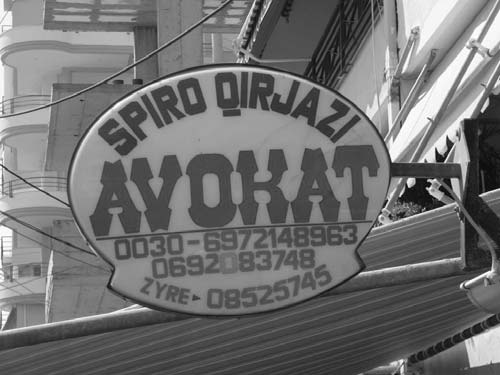 SPIRO QIRJAZI
AVOKAT
0030-6972148963
0692083748
ZYRE ▸ 08525745